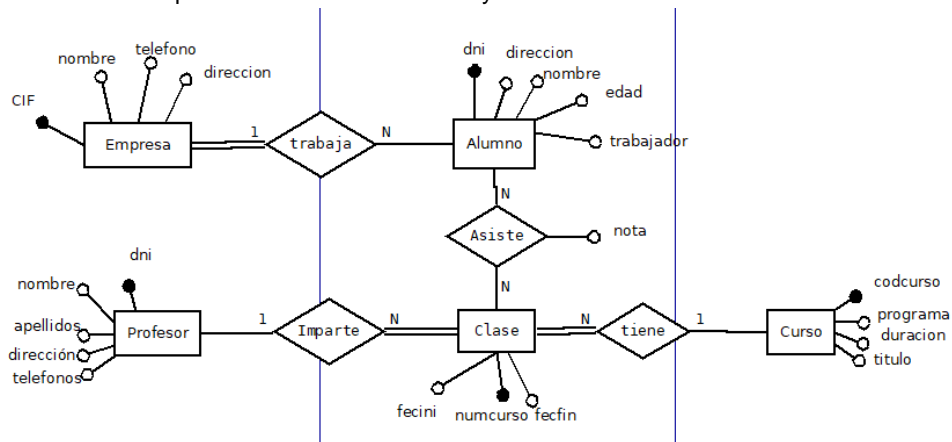 nombre
telefono
direccion
CIF
Empresa
1
trabaja
N
dni
direccion
nombre
edad
trabajador
Alumno
N
Asiste
nota
N
dni
nombre
apellidos
dirección
telefonos
Profesor
1
Imparte
N
Clase
N
tiene
1
Curso
codcurso
programa
duracion
titulo
fecini
numcurso
fecfin